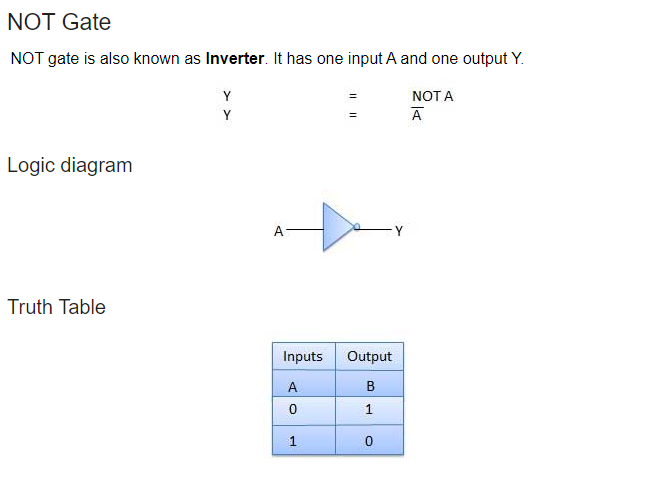 NOT Gate
NOT gate is also known as Inverter. It has one input A and one output Y.
Y = NOT A
Y = A̅
Logic diagram
A Y
Truth Table
Inputs Output
A B
0 1
1 0